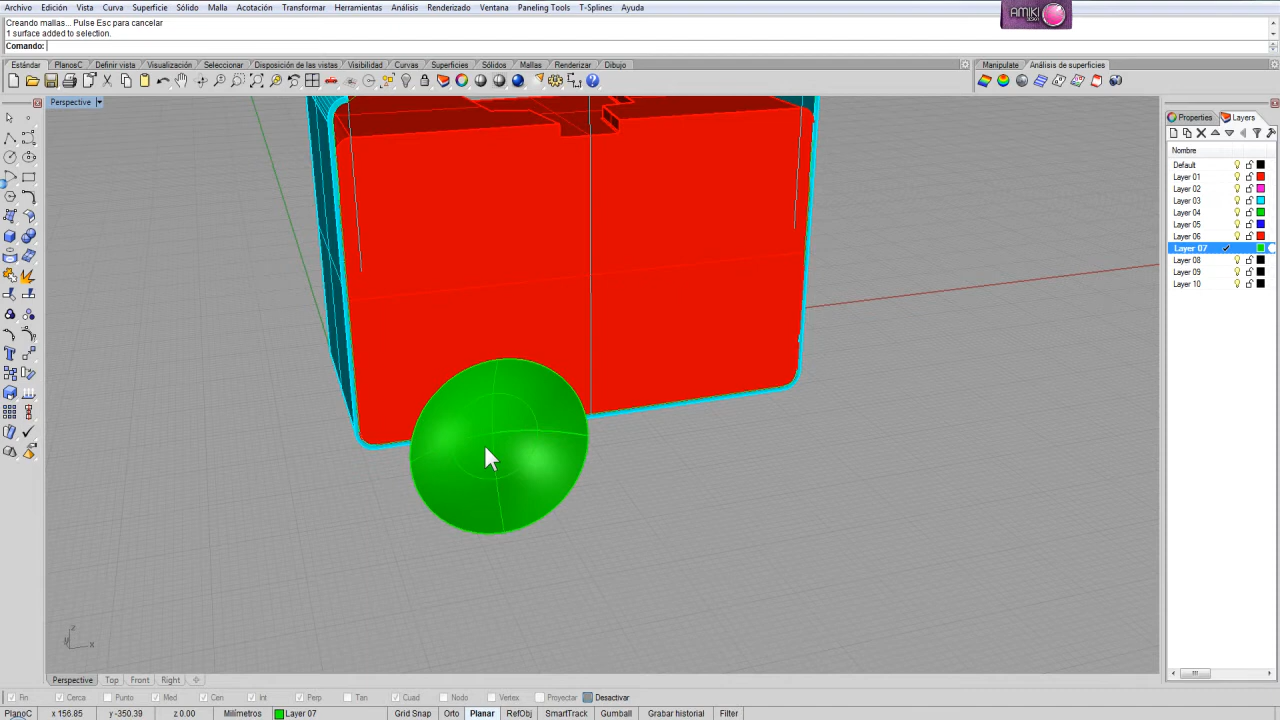 Archivo Edición Vista Curva Superficie Sólido Malla Acotación Transformar Herramientas Análisis Renderizado Ventana Paneling Tools T-Splines Ayuda
AMIKI
Creando mallas... Pulse Esc para cancelar
1 surface added to selection.
Comando:
Estándar PlanosC Definir vista Visualización Seleccionar Disposición de las vistas Visibilidad Transformar Curvas Superficies Sólidos Mallas Renderizar Dibujo Manipulate Análisis de superficies
Perspective
Properties Layers
Nombre
Default
Layer 01
Layer 02
Layer 03
Layer 04
Layer 05
Layer 06
Layer 07
Layer 08
Layer 09
Layer 10
z
x
Perspective Top Front Right
Fin Cerca Punto Med Cen Int Perp Tan Cuad Nodo Vertex Proyectar Desactivar
PlanoC x 156.85 y -350.39 z 0.00 Milímetros Layer 07 Grid Snap Orto Planar RefObj SmartTrack Gumball Grabar historial Filter